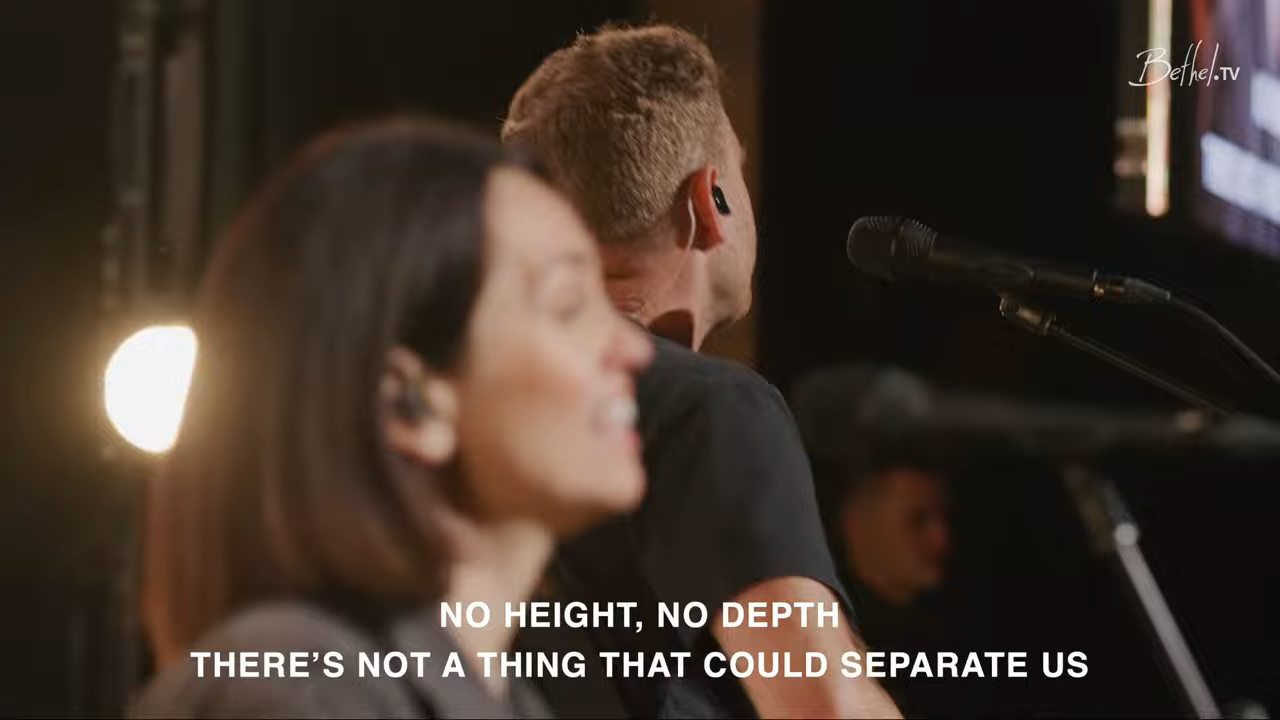 Bethel.TV
NO HEIGHT, NO DEPTH
THERE’S NOT A THING THAT COULD SEPARATE US